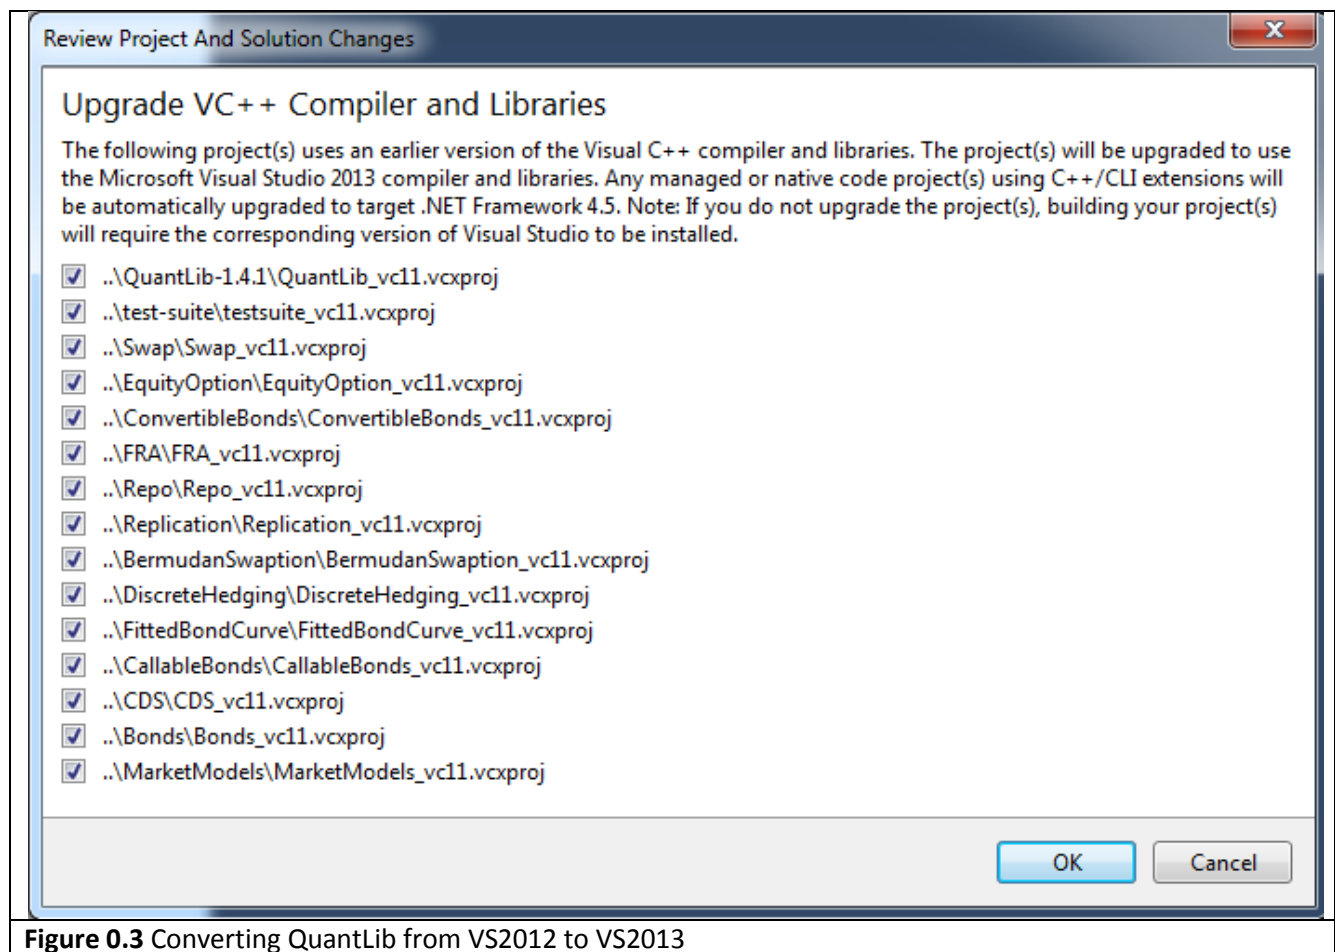 Review Project And Solution Changes
Upgrade VC++ Compiler and Libraries
The following project(s) uses an earlier version of the Visual C++ compiler and libraries. The project(s) will be upgraded to use
the Microsoft Visual Studio 2013 compiler and libraries. Any managed or native code project(s) using C++/CLI extensions will
be automatically upgraded to target .NET Framework 4.5. Note: If you do not upgrade the project(s), building your project(s)
will require the corresponding version of Visual Studio to be installed.
..\QuantLib-1.4.1\QuantLib_vc11.vcxproj
..\test-suite\testsuite_vc11.vcxproj
..\Swap\Swap_vc11.vcxproj
..\EquityOption\EquityOption_vc11.vcxproj
..\ConvertibleBonds\ConvertibleBonds_vc11.vcxproj
..\FRA\FRA_vc11.vcxproj
..\Repo\Repo_vc11.vcxproj
..\Replication\Replication_vc11.vcxproj
..\BermudanSwaption\BermudanSwaption_vc11.vcxproj
..\DiscreteHedging\DiscreteHedging_vc11.vcxproj
..\FittedBondCurve\FittedBondCurve_vc11.vcxproj
..\CallableBonds\CallableBonds_vc11.vcxproj
..\CDS\CDS_vc11.vcxproj
..\Bonds\Bonds_vc11.vcxproj
..\MarketModels\MarketModels_vc11.vcxproj
OK Cancel
Figure 0.3 Converting QuantLib from VS2012 to VS2013